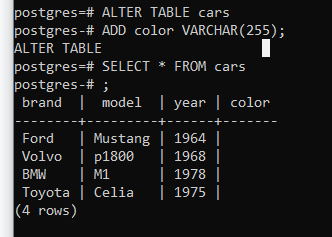 postgres=# ALTER TABLE cars
postgres-# ADD color VARCHAR(255);
ALTER TABLE
postgres=# SELECT * FROM cars
postgres-# ;
 brand  |  model  | year | color
--------+---------+------+-------
 Ford   | Mustang | 1964 |
 Volvo  | p1800   | 1968 |
 BMW    | M1      | 1978 |
 Toyota | Celia   | 1975 |
(4 rows)